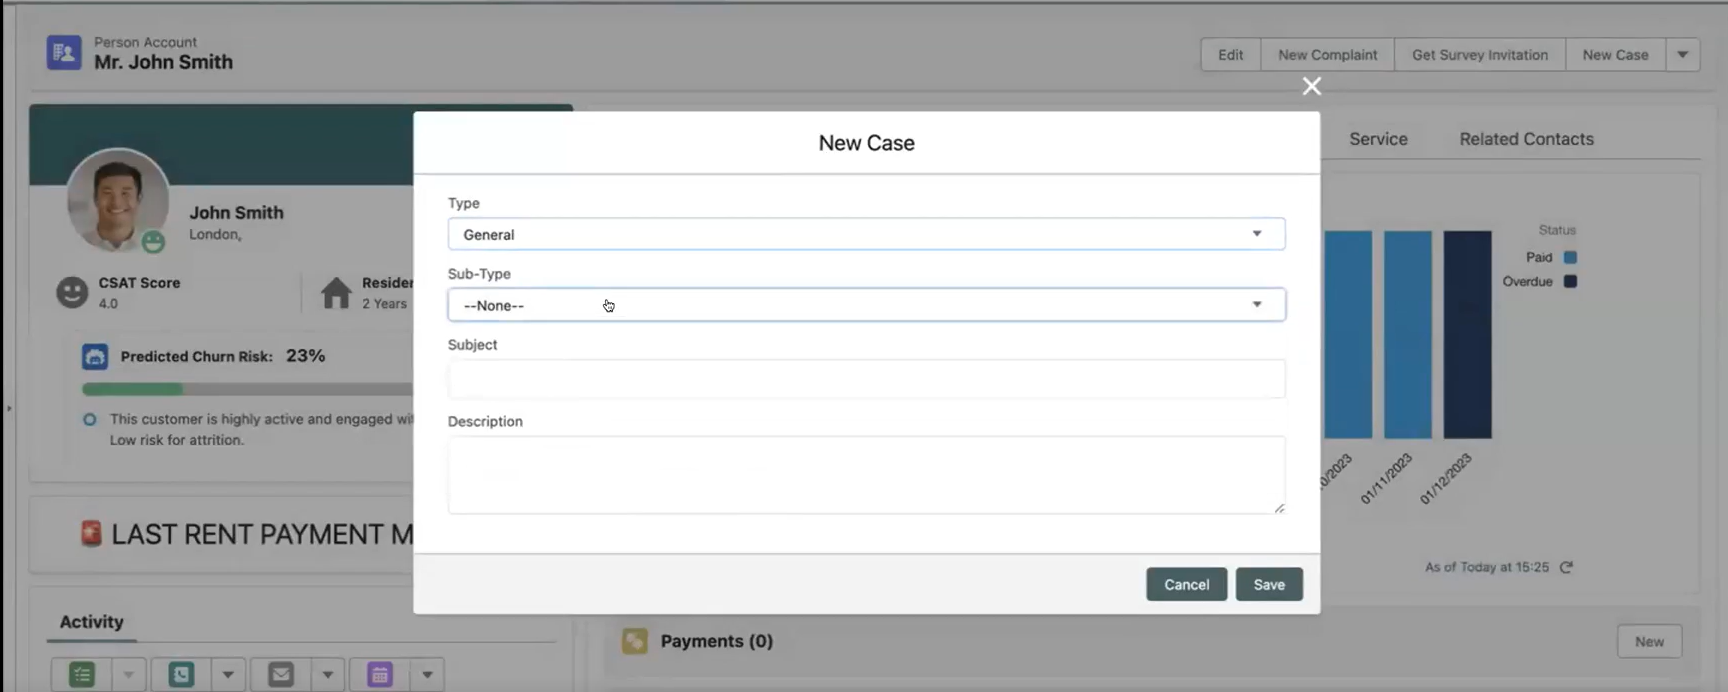 Person Account
Mr. John Smith
Edit
New Complaint
Get Survey Invitation
New Case
New Case
Service
Related Contacts
Type
General
Sub-Type
--None--
Subject
Description
Cancel
Save
John Smith
London,
CSAT Score
4.0
2 Years
Predicted Churn Risk: 23%
This customer is highly active and engaged
Low risk for attrition.
LAST RENT PAYMENT
Activity
Status
Paid
Overdue
01/11/2023
01/12/2023
As of Today at 15:25
Payments (0)
New